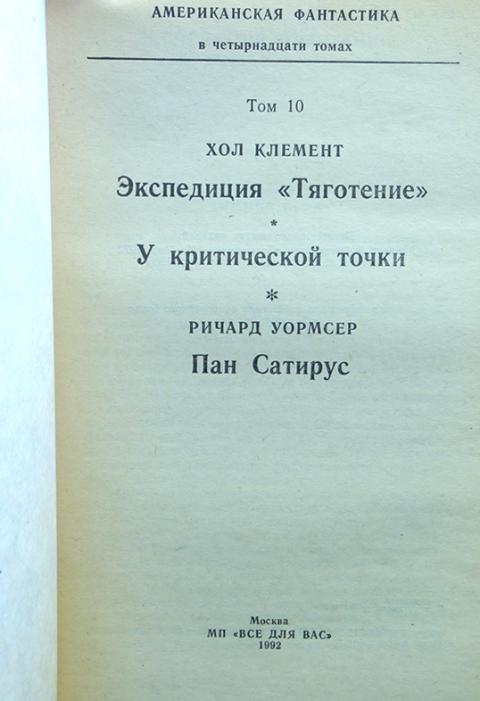 АМЕРИКАНСКАЯ ФАНТАСТИКА
в четырнадцати томах
Том 10
ХОЛ КЛЕМЕНТ
Экспедиция «Тяготение»
*
У критической точки
*
РИЧАРД УОРМСЕР
Пан Сатирус
Москва
МП «ВСЕ ДЛЯ ВАС»
1992